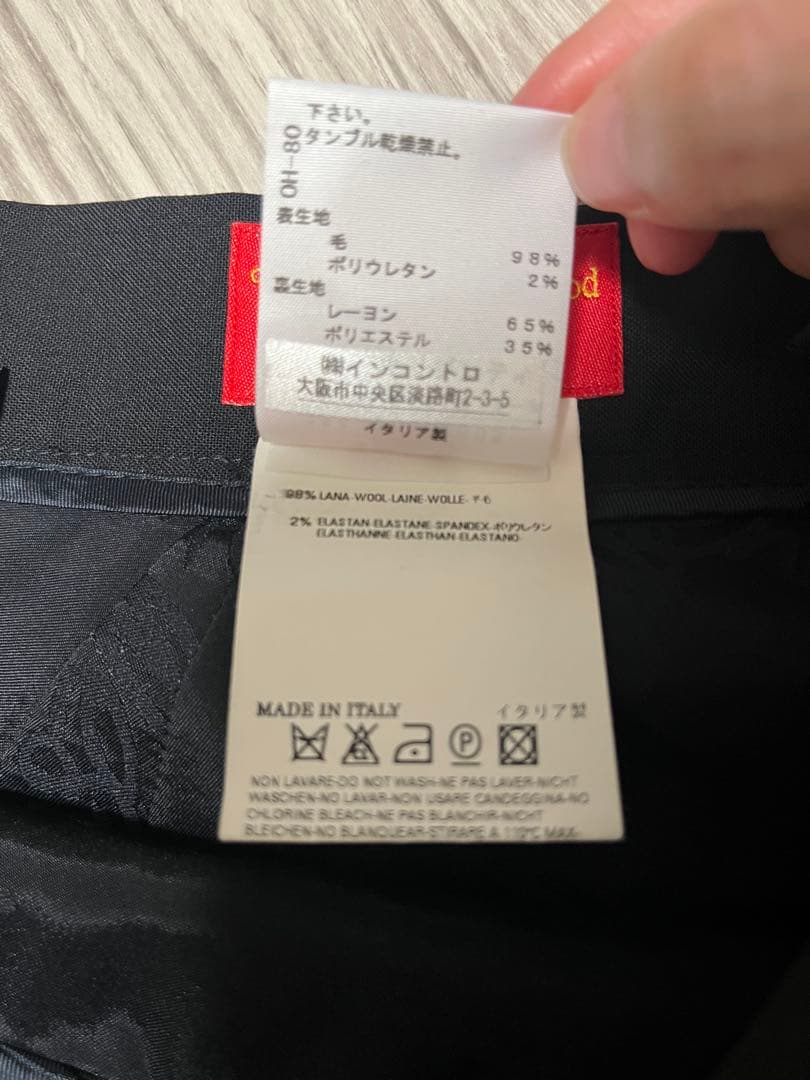 下さい。
タンブル乾燥禁止。
OH-80
表生地
毛 98%
ポリウレタン 2%
裏生地
レーヨン 65%
ポリエステル 35%
㈱インコントロ
大阪市中央区淡路町2-3-5
イタリア製
od
98% LANA-WOOL-LAINE-WOLLE-
2% ELASTAN-ELASTANE-SPANDEX-ポリウレタン
ELASTHANNE-ELASTHAN-ELASTANO-
MADE IN ITALY イタリア製
P
NON LAVARE-DO NOT WASH-NE PAS LAVER-NICHT
WASCHEN-NO LAVAR-NON USARE CANDEGGINA-NO
CHLORINE BLEACH-NE PAS BLANCHIR-NICHT
BLEICHEN-NO BLANQUEAR-STIRARE A 110°C MAX-